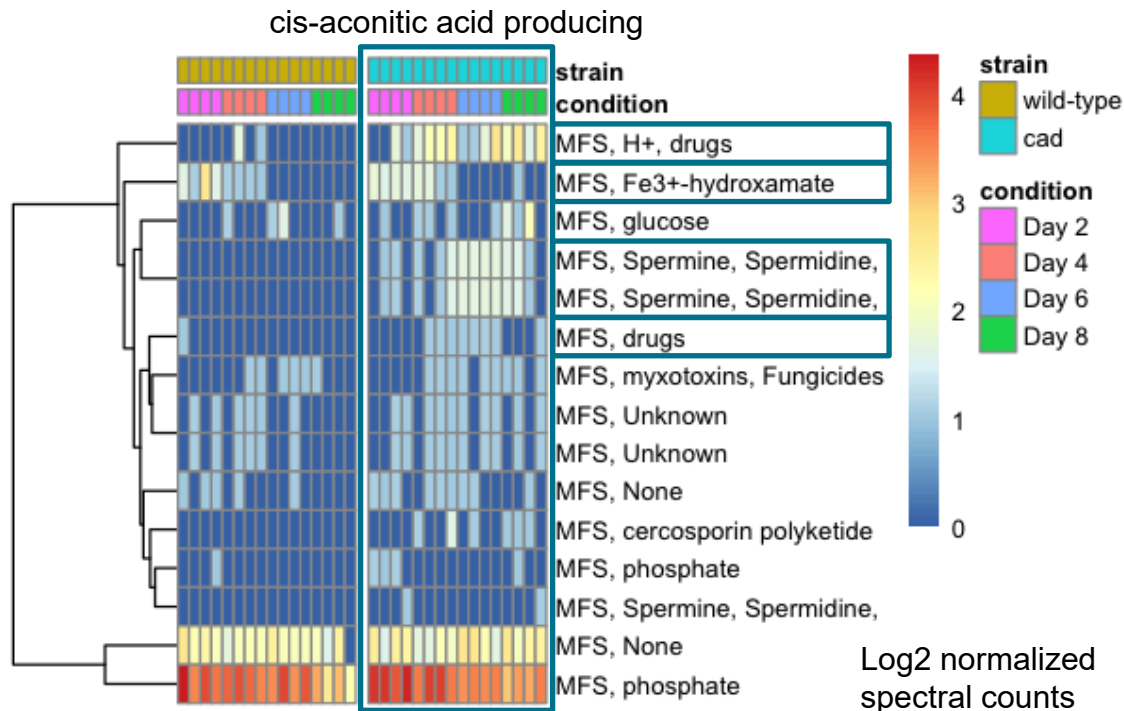 cis-aconitic acid producing
strain
condition
MFS, H+, drugs
MFS, Fe3+-hydroxamate
MFS, glucose
MFS, Spermine, Spermidine,
MFS, Spermine, Spermidine,
MFS, drugs
MFS, myxotoxins, Fungicides
MFS, Unknown
MFS, Unknown
MFS, None
MFS, cercosporin polyketide
MFS, phosphate
MFS, Spermine, Spermidine,
MFS, None
MFS, phosphate
4
3
2
1
0
strain
wild-type
cad
condition
Day 2
Day 4
Day 6
Day 8
Log2 normalized
spectral counts